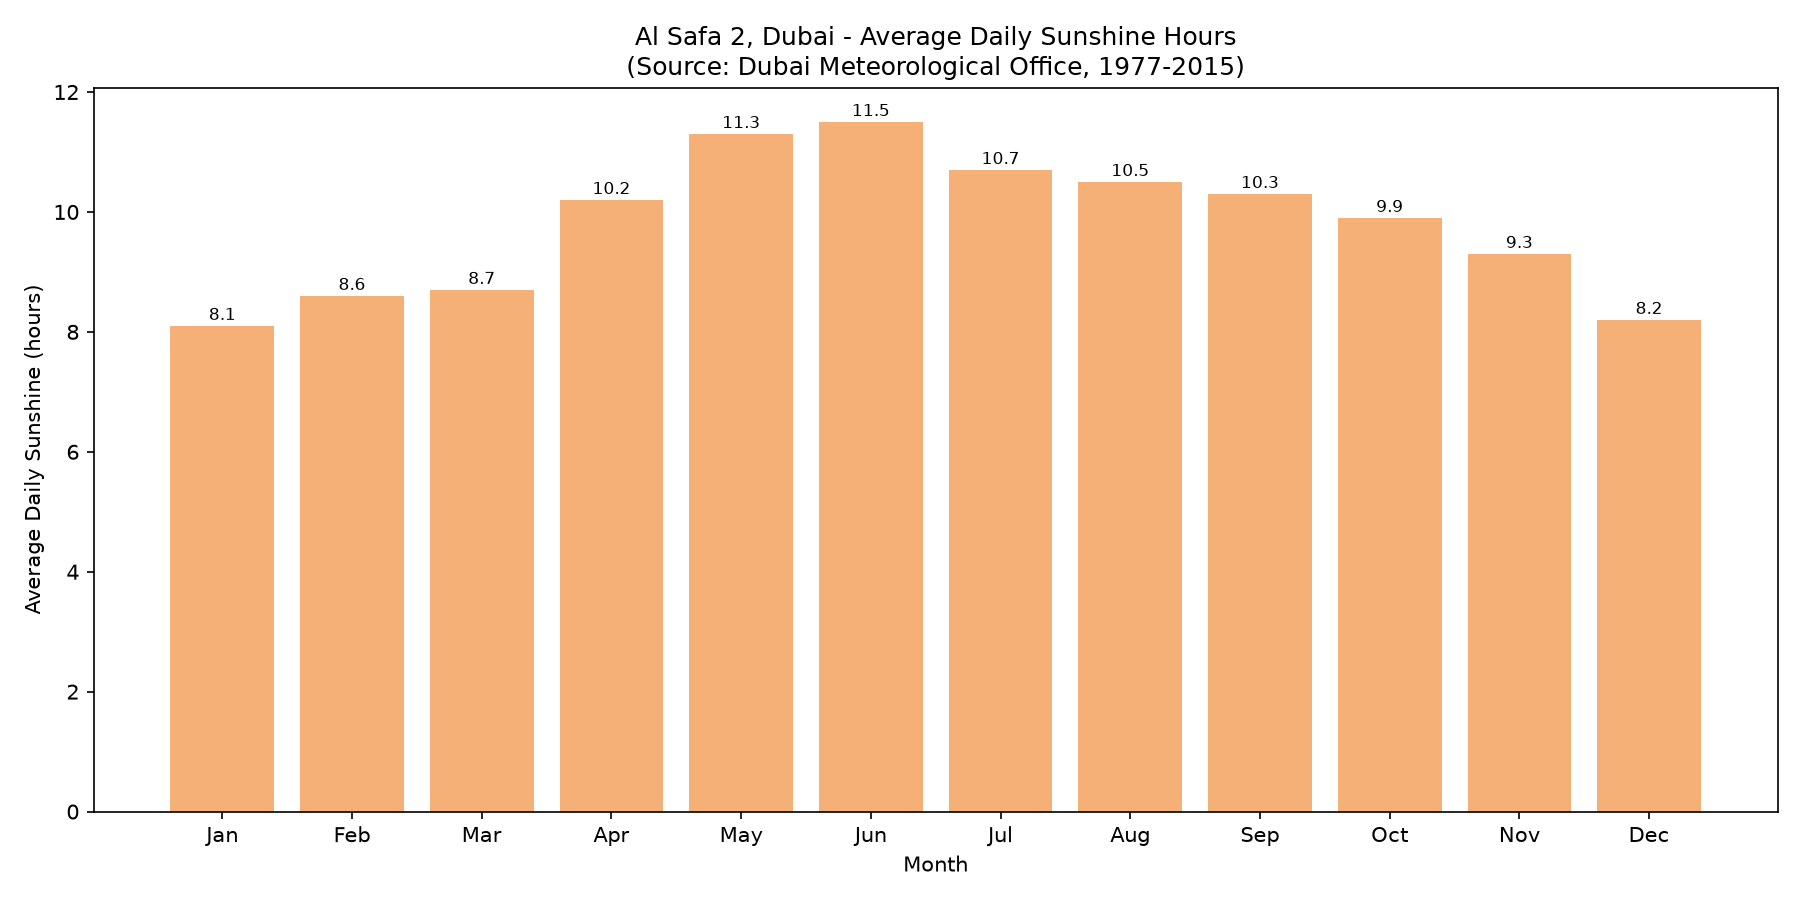 Al Safa 2, Dubai - Average Daily Sunshine Hours
(Source: Dubai Meteorological Office, 1977-2015)
Average Daily Sunshine (hours)
12
10
8
6
4
2
0
8.1
8.6
8.7
10.2
11.3
11.5
10.7
10.5
10.3
9.9
9.3
8.2
Jan
Feb
Mar
Apr
May
Jun
Jul
Aug
Sep
Oct
Nov
Dec
Month